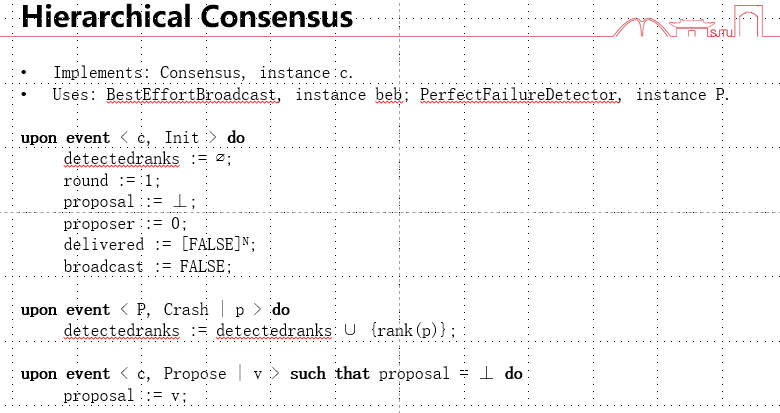 Hierarchical Consensus
SJTU
• Implements: Consensus, instance c.
• Uses: BestEffortBroadcast, instance beb; PerfectFailureDetector, instance P.
upon event < c, Init > do
detectedranks := ∅;
round := 1;
proposal := ⊥;
proposer := 0;
delivered := [FALSE]ᴺ;
broadcast := FALSE;
upon event < P, Crash | p > do
detectedranks := detectedranks ∪ {rank(p)};
upon event < c, Propose | v > such that proposal = ⊥ do
proposal := v;